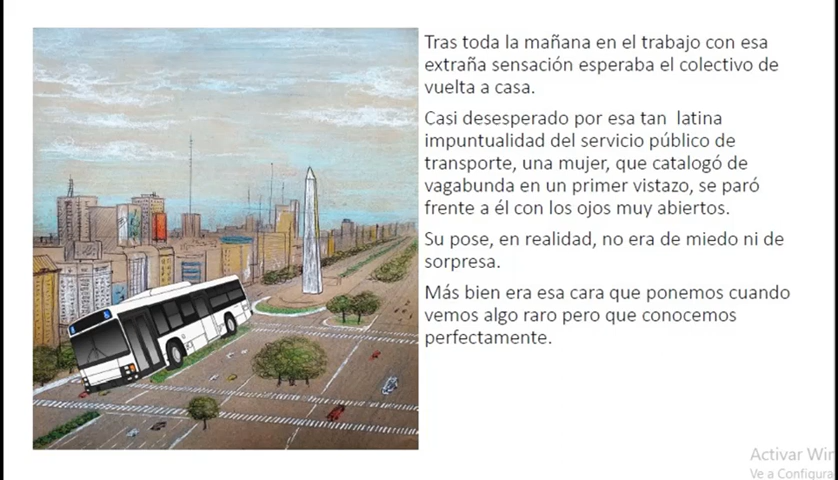 Tras toda la mañana en el trabajo con esa
extraña sensación esperaba el colectivo de
vuelta a casa.
Casi desesperado por esa tan latina
impuntualidad del servicio público de
transporte, una mujer, que catalogó de
vagabunda en un primer vistazo, se paró
frente a él con los ojos muy abiertos.
Su pose, en realidad, no era de miedo ni de
sorpresa.
Más bien era esa cara que ponemos cuando
vemos algo raro pero que conocemos
perfectamente.
Activar Win
Ve a Configura